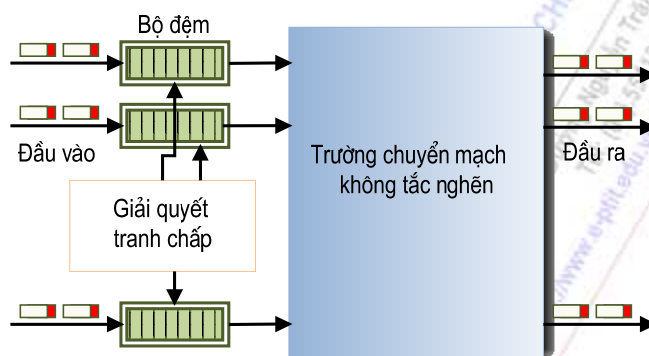 Bộ đệm
Đầu vào
Trường chuyển mạch
không tắc nghẽn
Đầu ra
Giải quyết
tranh chấp